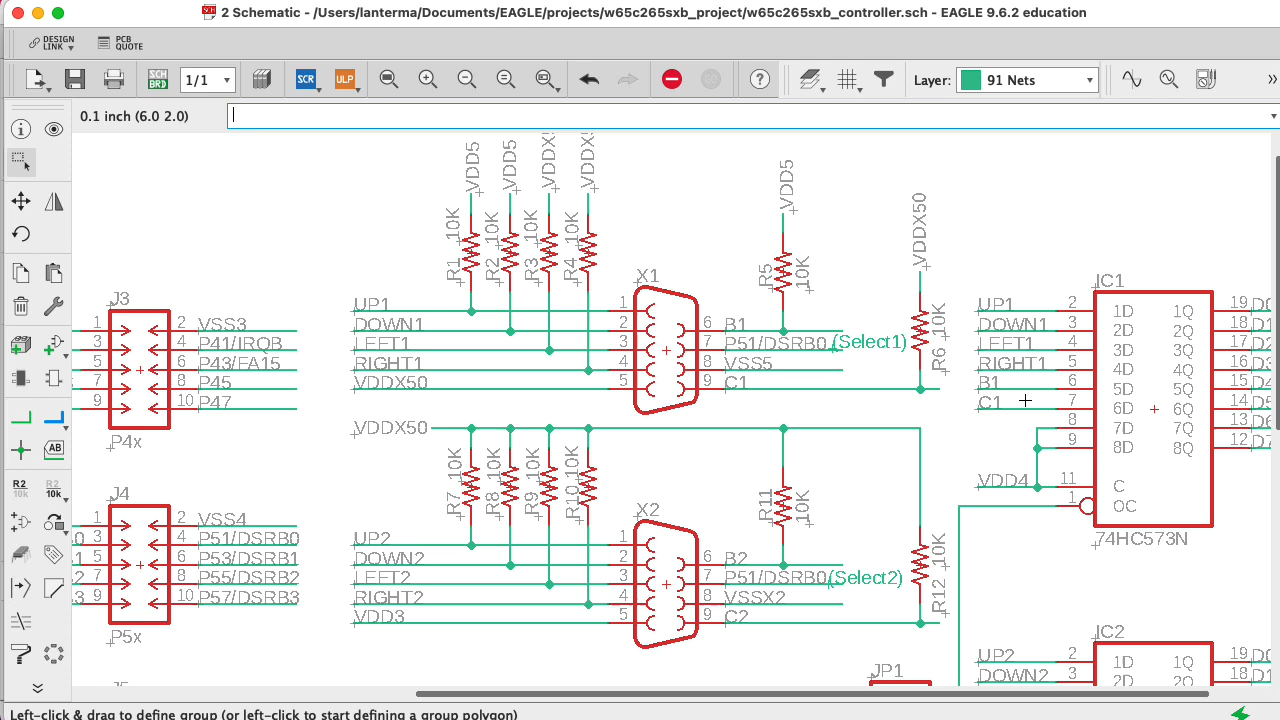 2 Schematic - /Users/lanterma/Documents/EAGLE/projects/w65c265sxb_project/w65c265sxb_controller.sch - EAGLE 9.6.2 education
DESIGN LINK
PCB QUOTE
SCH BRD
1/1
SCR
ULP
Layer:
91 Nets
0.1 inch (6.0 2.0)
R2 10k
R2 10k
AB
J3
1 2 VSS3
3 4 P41/IRQB
5 6 P43/FA15
7 8 P45
9 10 P47
P4x
J4
1 2 VSS4
3 4 P51/DSRB0
5 6 P53/DSRB1
7 8 P55/DSRB2
9 10 P57/DSRB3
P5x
VDD5
VDD5
R1 10K
R2 10K
R3 10K
R4 10K
VDD5
R5 10K
VDDX50
R6 10K
X1
UP1 1
DOWN1 2
LEFT1 3
RIGHT1 4
VDDX50 5
6 B1
7 P51/DSRB0 (Select1)
8 VSS5
9 C1
VDDX50
R7 10K
R8 10K
R9 10K
R10 10K
R11 10K
R12 10K
X2
UP2 1
DOWN2 2
LEFT2 3
RIGHT2 4
VDD3 5
6 B2
7 P51/DSRB0 (Select2)
8 VSSX2
9 C2
JP1
IC1
UP1 2 1D 1Q 19
DOWN1 3 2D 2Q 18
LEFT1 4 3D 3Q 17
RIGHT1 5 4D 4Q 16
B1 6 5D 5Q 15
C1 7 6D 6Q 14
8 7D 7Q 13
9 8D 8Q 12
VDD4 11 C
1 OC
74HC573N
IC2
UP2 2 1D 1Q 19
DOWN2 3 2D 2Q 18
Left-click & drag to define group (or left-click to start defining a group polygon)